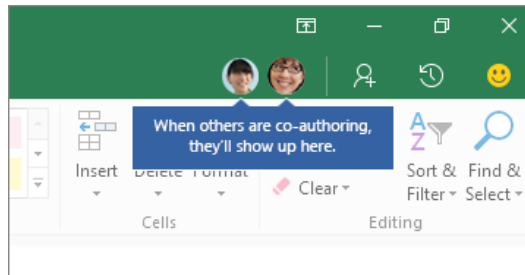 When others are co-authoring,
they'll show up here.
Insert Delete Format
Clear
Sort & Filter
Find & Select
Cells
Editing